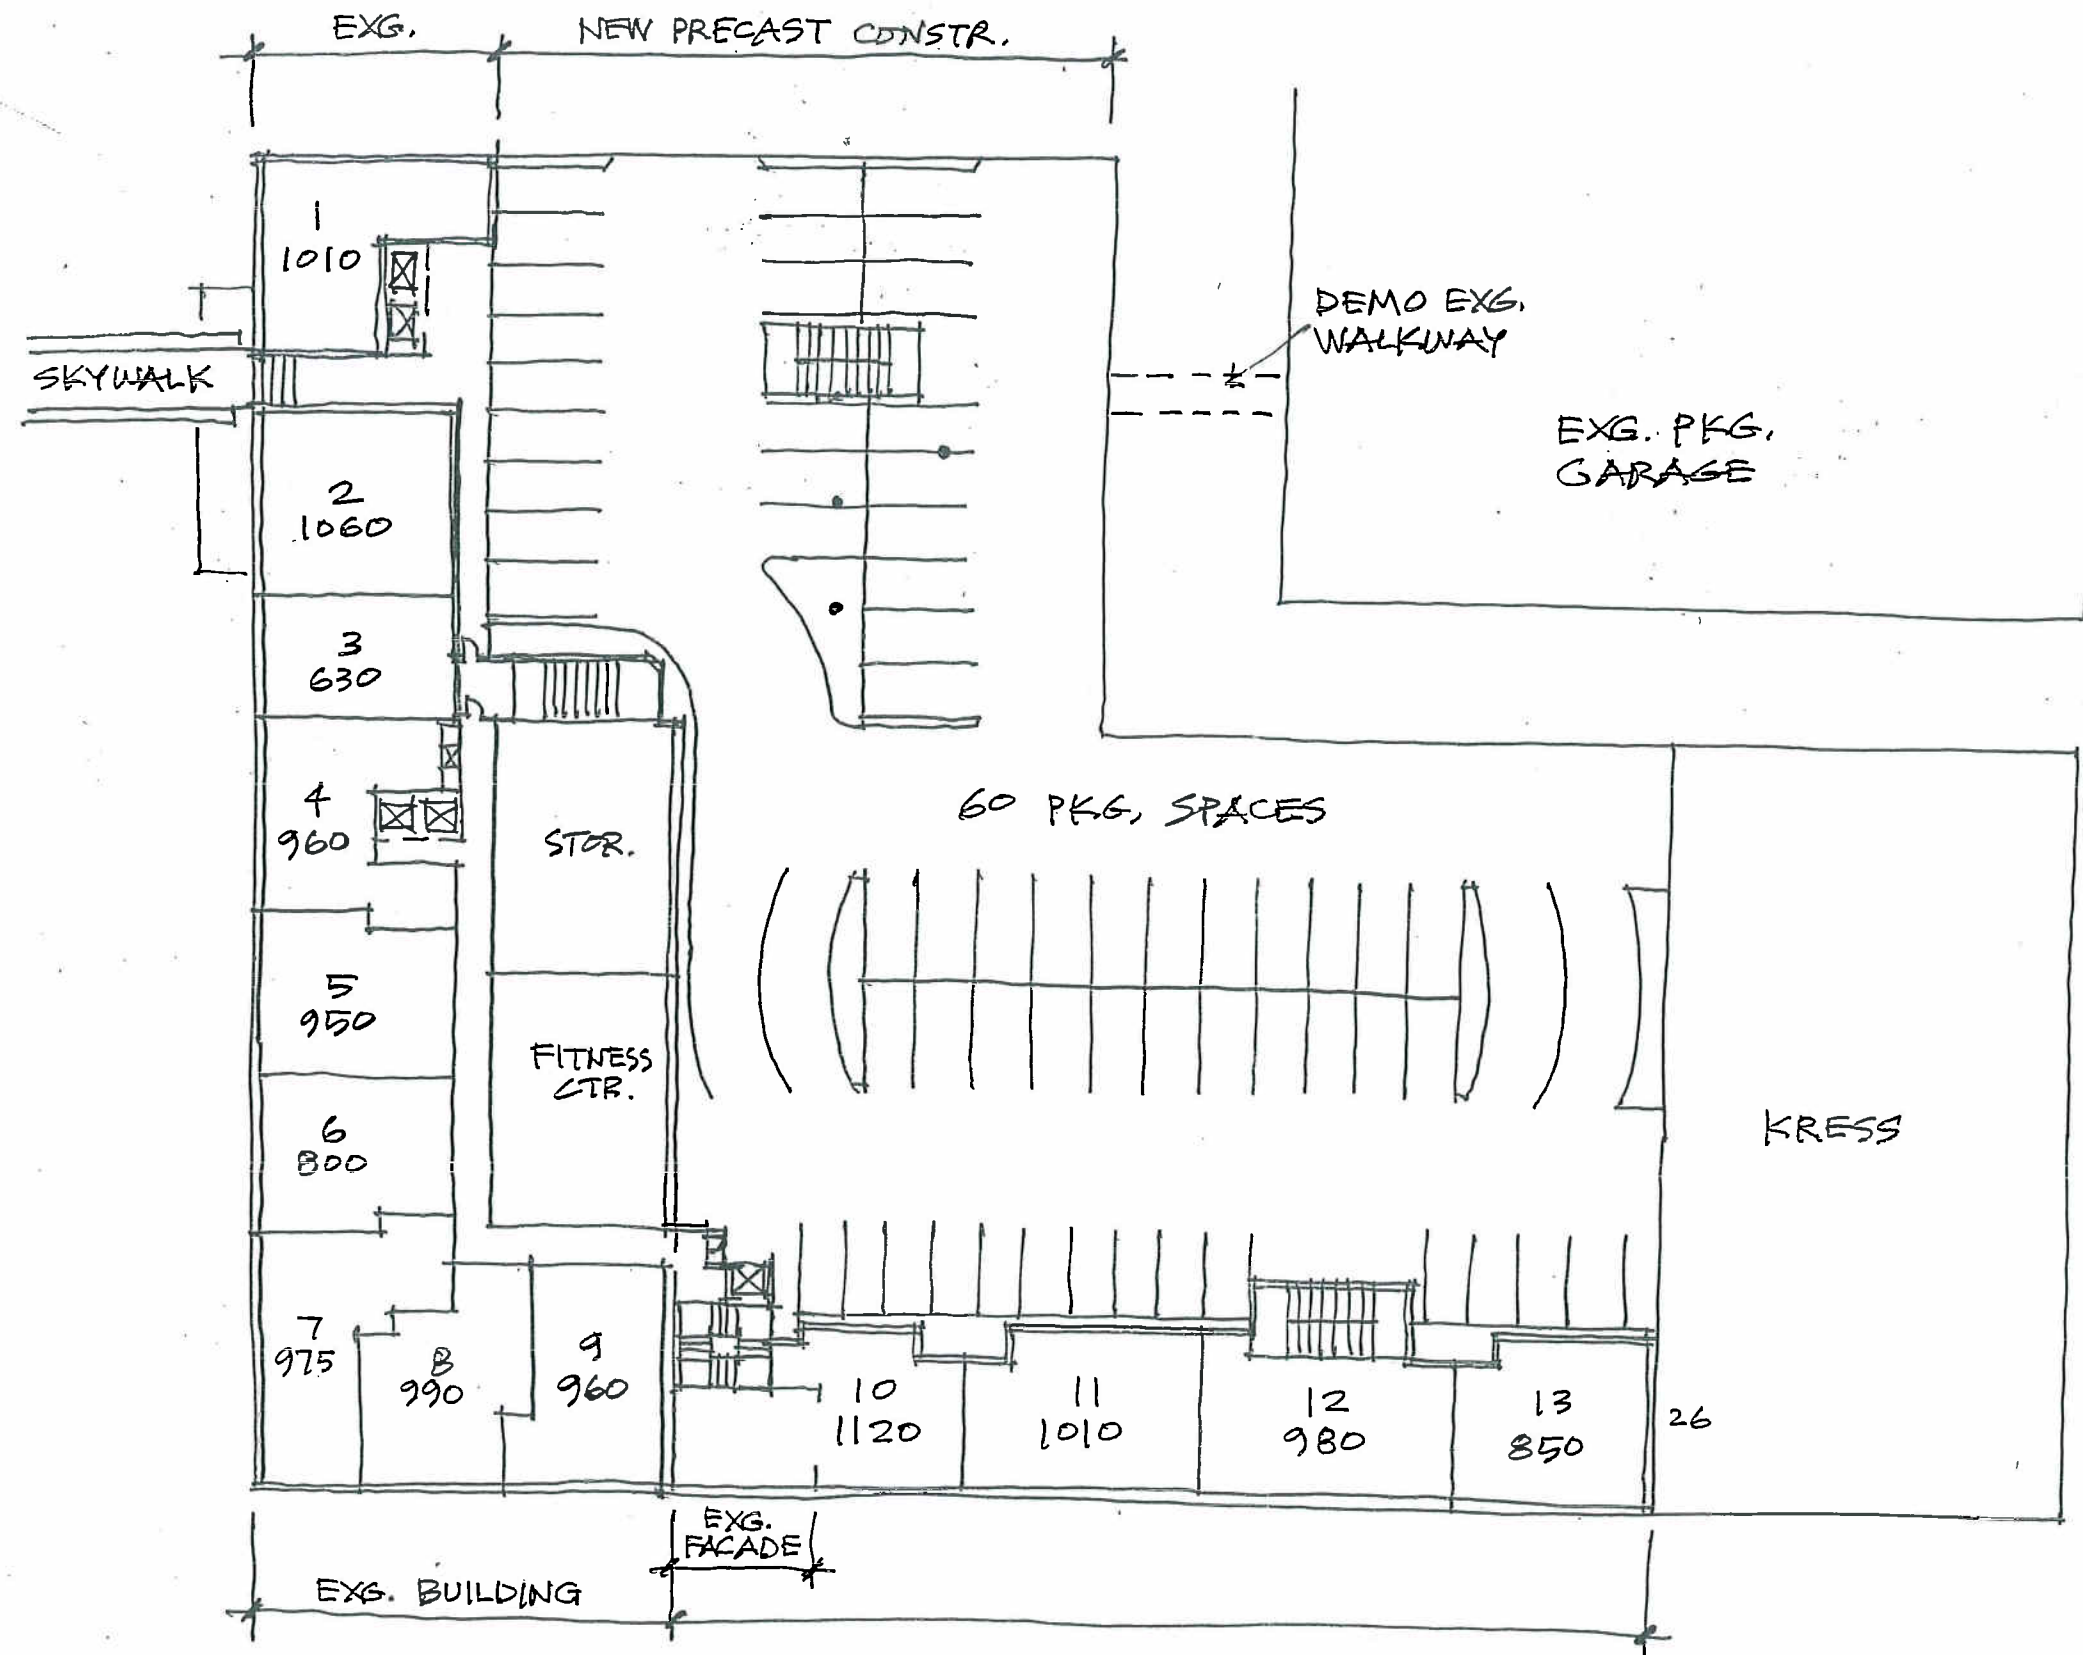 EXG.
NEW PRECAST CONSTR.
1
1010
SKYWALK
DEMO EXG.
WALKWAY
EXG. PKG.
GARAGE
2
1060
3
630
4
960
STOR.
60 PKG. SPACES
5
950
FITNESS
CTR.
6
800
KRESS
7
975
8
990
9
960
10
1120
11
1010
12
980
13
850
26
EXG.
FACADE
EXG. BUILDING